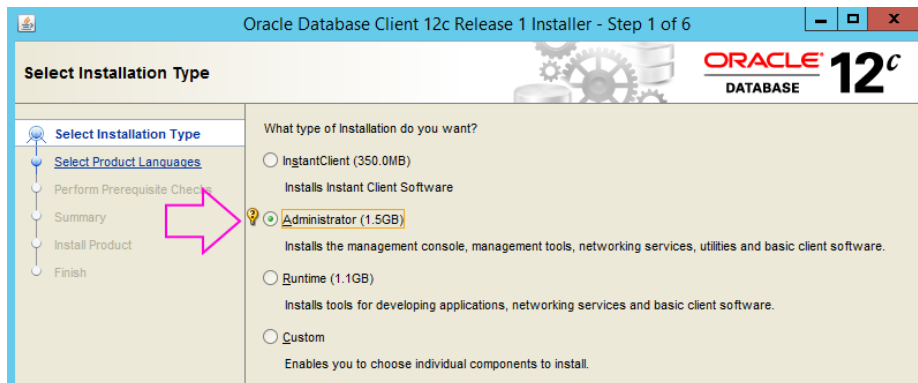 Oracle Database Client 12c Release 1 Installer - Step 1 of 6
Select Installation Type
ORACLE
DATABASE
12c
Select Installation Type
Select Product Languages
Perform Prerequisite Checks
Summary
Install Product
Finish
What type of Installation do you want?
InstantClient (350.0MB)
Installs Instant Client Software
Administrator (1.5GB)
Installs the management console, management tools, networking services, utilities and basic client software.
Runtime (1.1GB)
Installs tools for developing applications, networking services and basic client software.
Custom
Enables you to choose individual components to install.